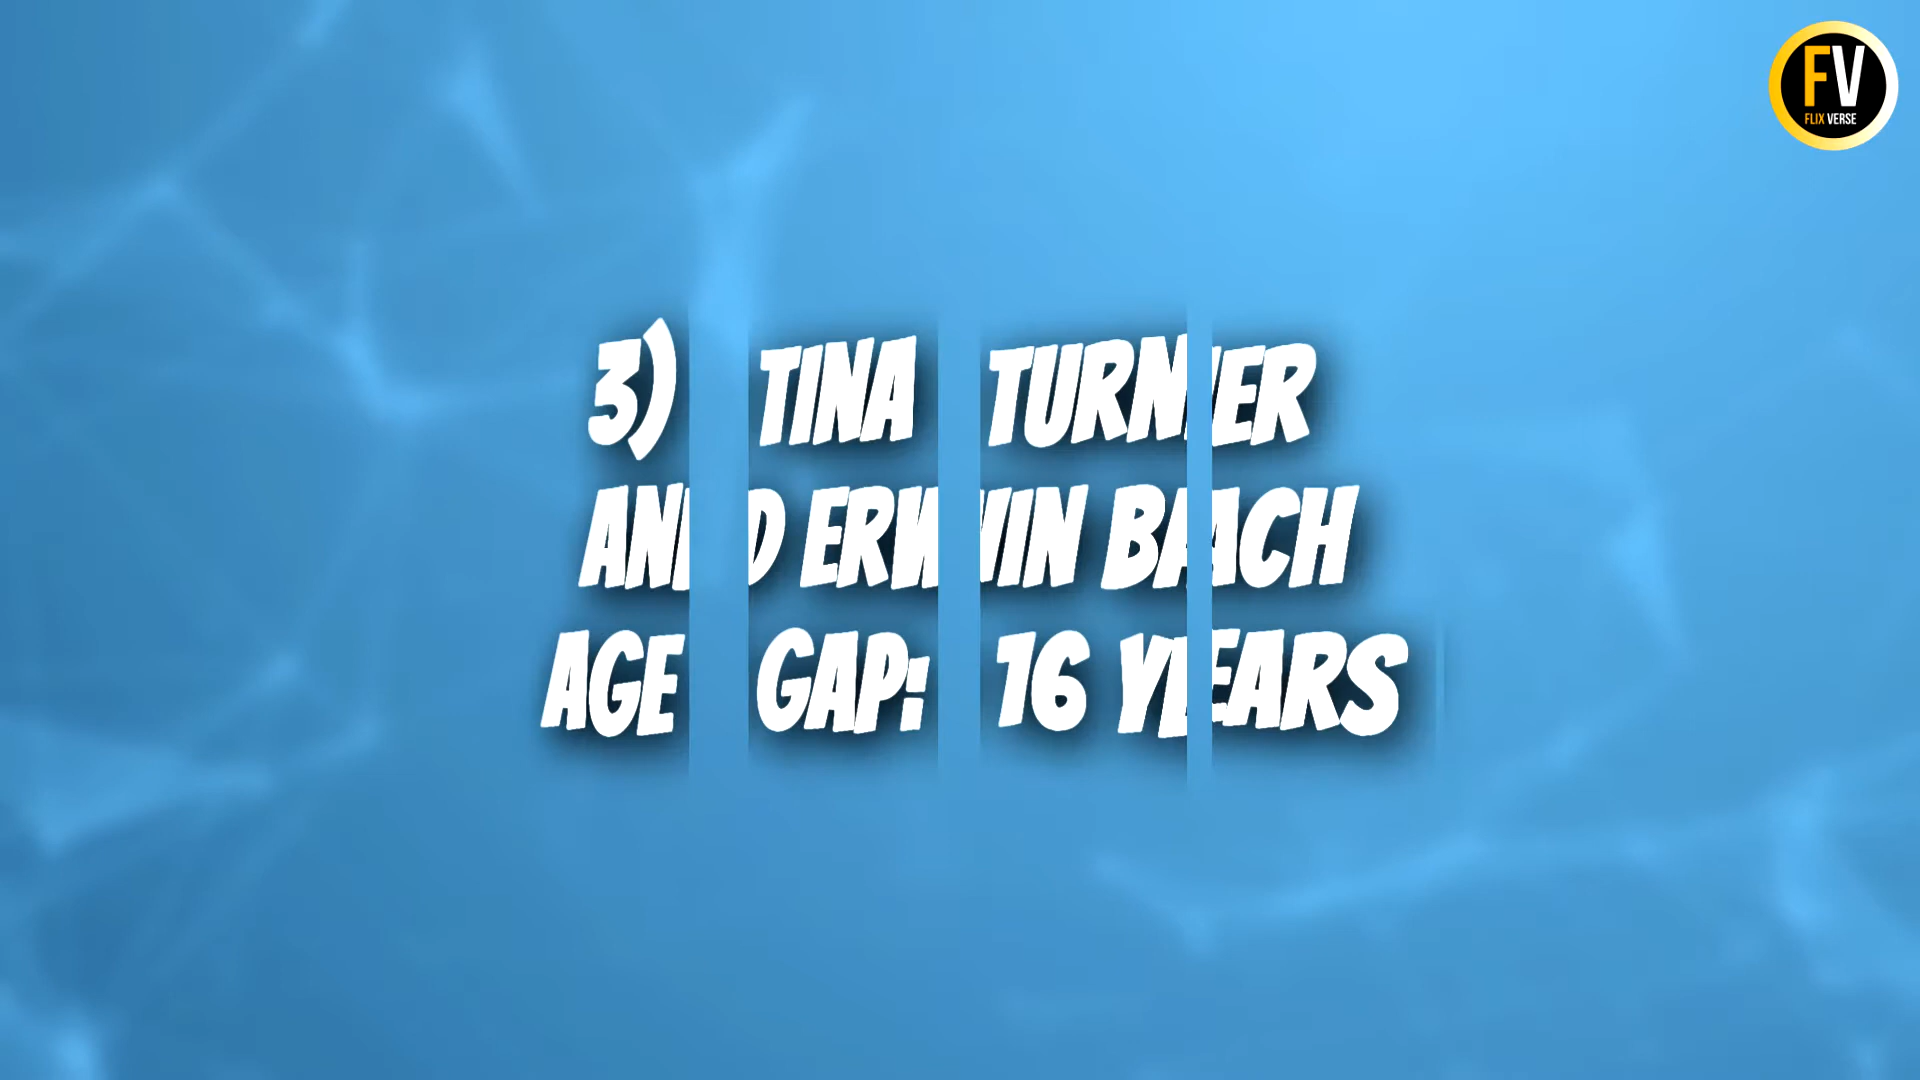 FV
FLIX VERSE
3) TINA TURNER
AND ERWIN BACH
AGE GAP: 16 YEARS